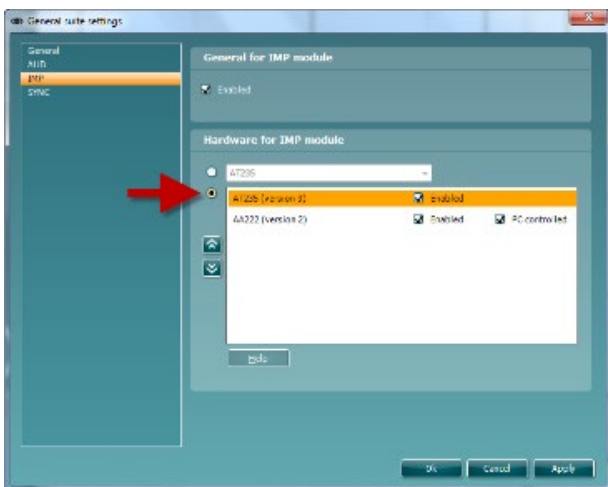 General suite settings
General
AUD
IMP
SYNC
General for IMP module
Enabled
Hardware for IMP module
AT235
AT235 (version 3) Enabled
AA222 (version 2) Enabled PC controlled
Help
Ok Cancel Apply